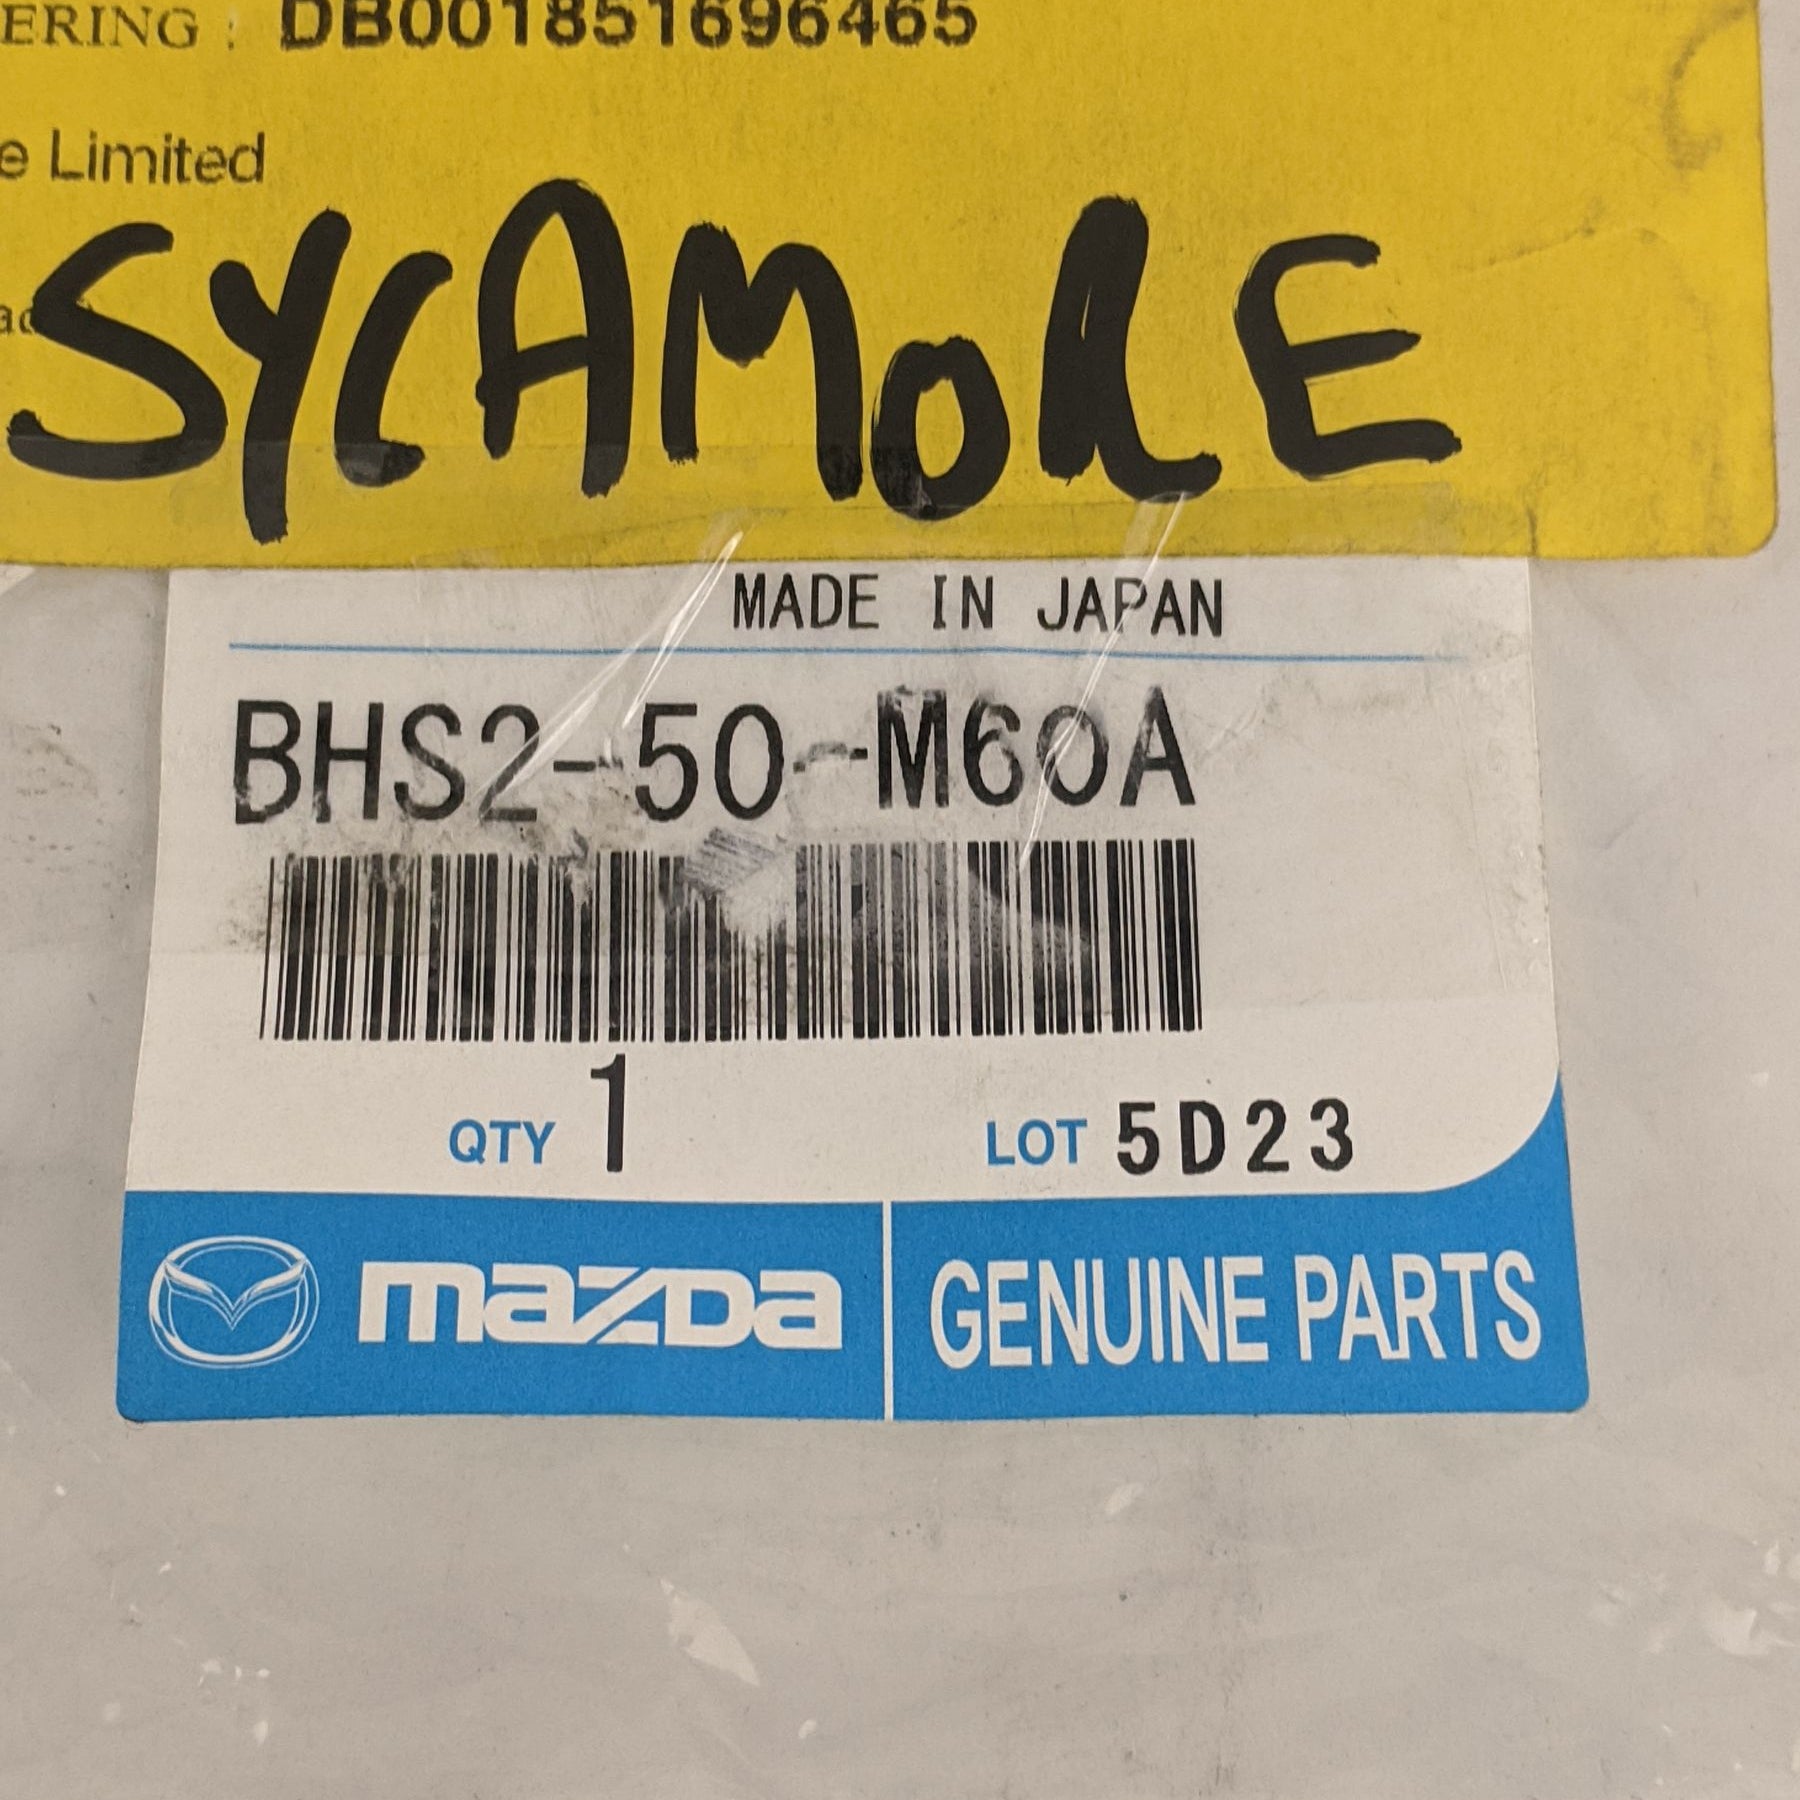 ERING : DB001851696465
e Limited
SYCAMORE
MADE IN JAPAN
BHS2-50-M60A
QTY 1 LOT 5D23
mazda GENUINE PARTS